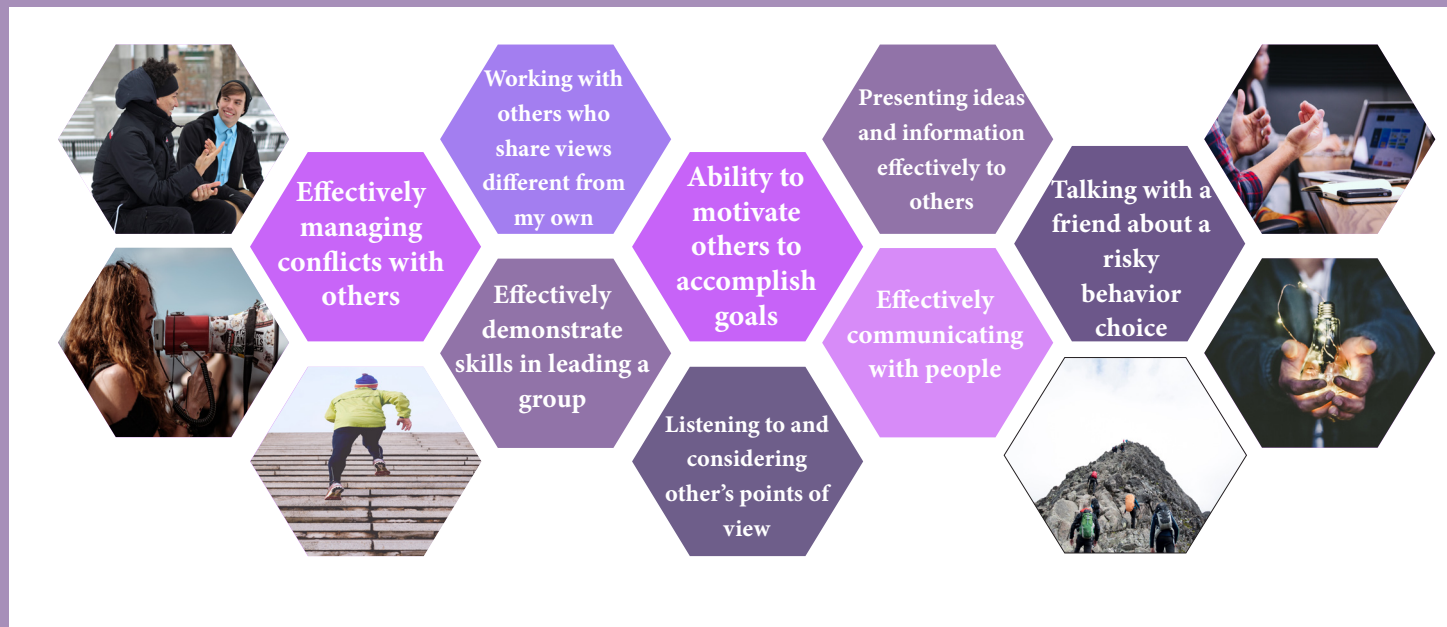 Effectively
managing
conflicts with
others
Working with
others who
share views
different from
my own
Effectively
demonstrate
skills in leading a
group
Ability to
motivate
others to
accomplish
goals
Listening to and
considering
other’s points of
view
Presenting ideas
and information
effectively to
others
Effectively
communicating
with people
Talking with a
friend about a
risky
behavior
choice